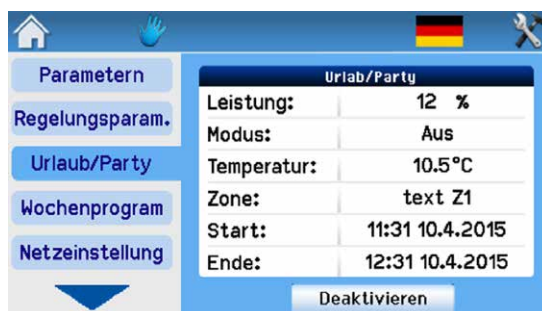 Parametern
Regelungsparam.
Urlaub/Party
Wochenprogram
Netzeinstellung
Urlab/Party
Leistung: 12 %
Modus: Aus
Temperatur: 10.5°C
Zone: text Z1
Start: 11:31 10.4.2015
Ende: 12:31 10.4.2015
Deaktivieren